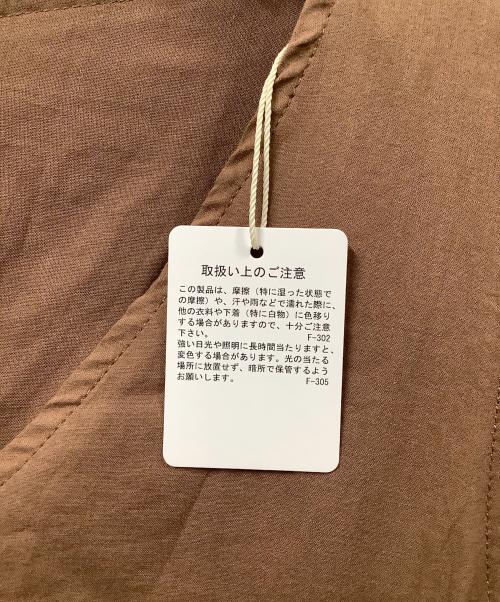 取扱い上のご注意
この製品は、摩擦（特に湿った状態で
の摩擦）や、汗や雨などで濡れた際に、
他の衣料や下着（特に白物）に色移り
する場合がありますので、十分ご注意
下さい。 F-302
強い日光や照明に長時間当たりますと、
変色する場合があります。光の当たる
場所に放置せず、暗所で保管するよう
お願いします。 F-305